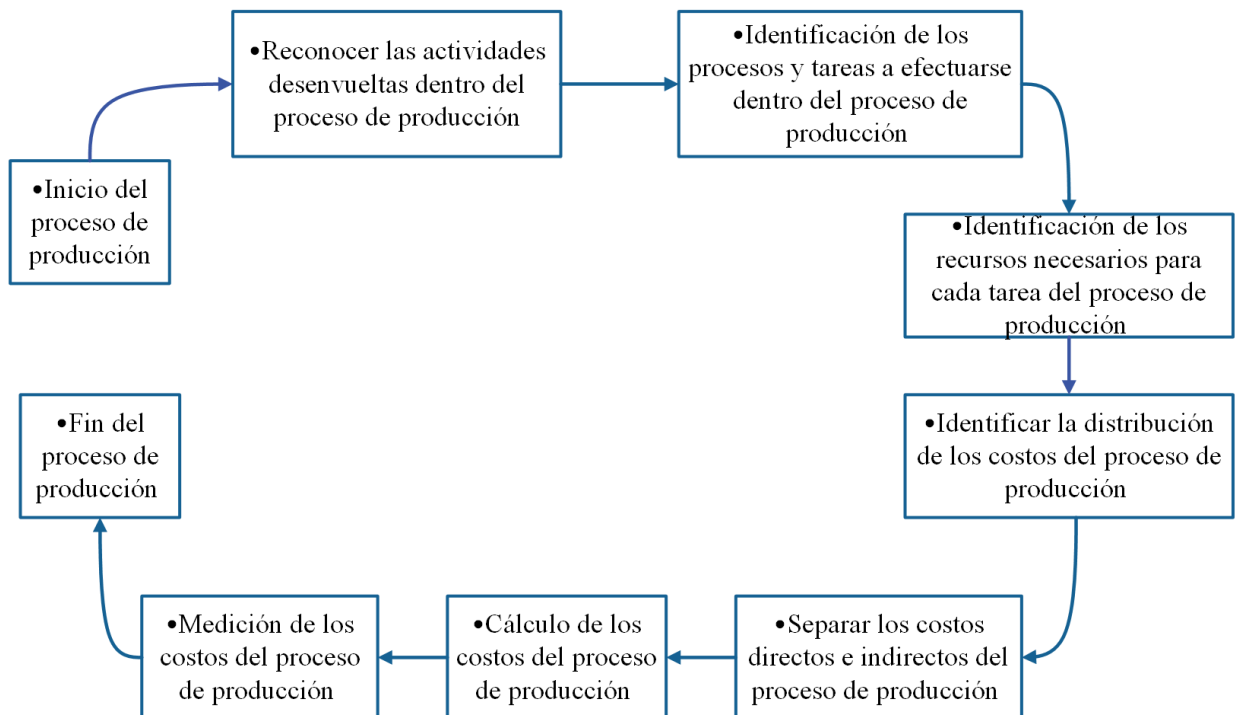 •Inicio del
proceso de
producción
•Reconocer las actividades
desenvueltas dentro del
proceso de producción
•Identificación de los
procesos y tareas a efectuarse
dentro del proceso de
producción
•Identificación de los
recursos necesarios para
cada tarea del proceso de
producción
•Identificar la distribución
de los costos del proceso de
producción
•Separar los costos
directos e indirectos del
proceso de producción
•Cálculo de los
costos del proceso
de producción
•Medición de los
costos del proceso
de producción
•Fin del
proceso de
producción